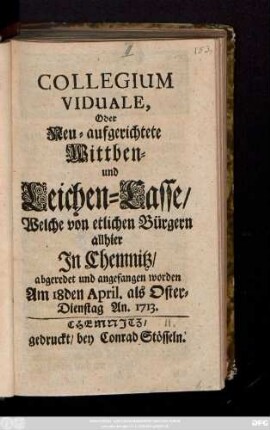 COLLEGIUM
VIDUALE,
Oder
Neu-aufgerichtete
Wittben-
und
Leichen-Casse/
Welche von etlichen Bürgern
allhier
In Chemnitz/
abgeredet und angefangen worden
Am 18den April. als Oster-
Dienstag An. 1713.
CHEMNITZ/
gedruckt/ bey Conrad Stösseln.